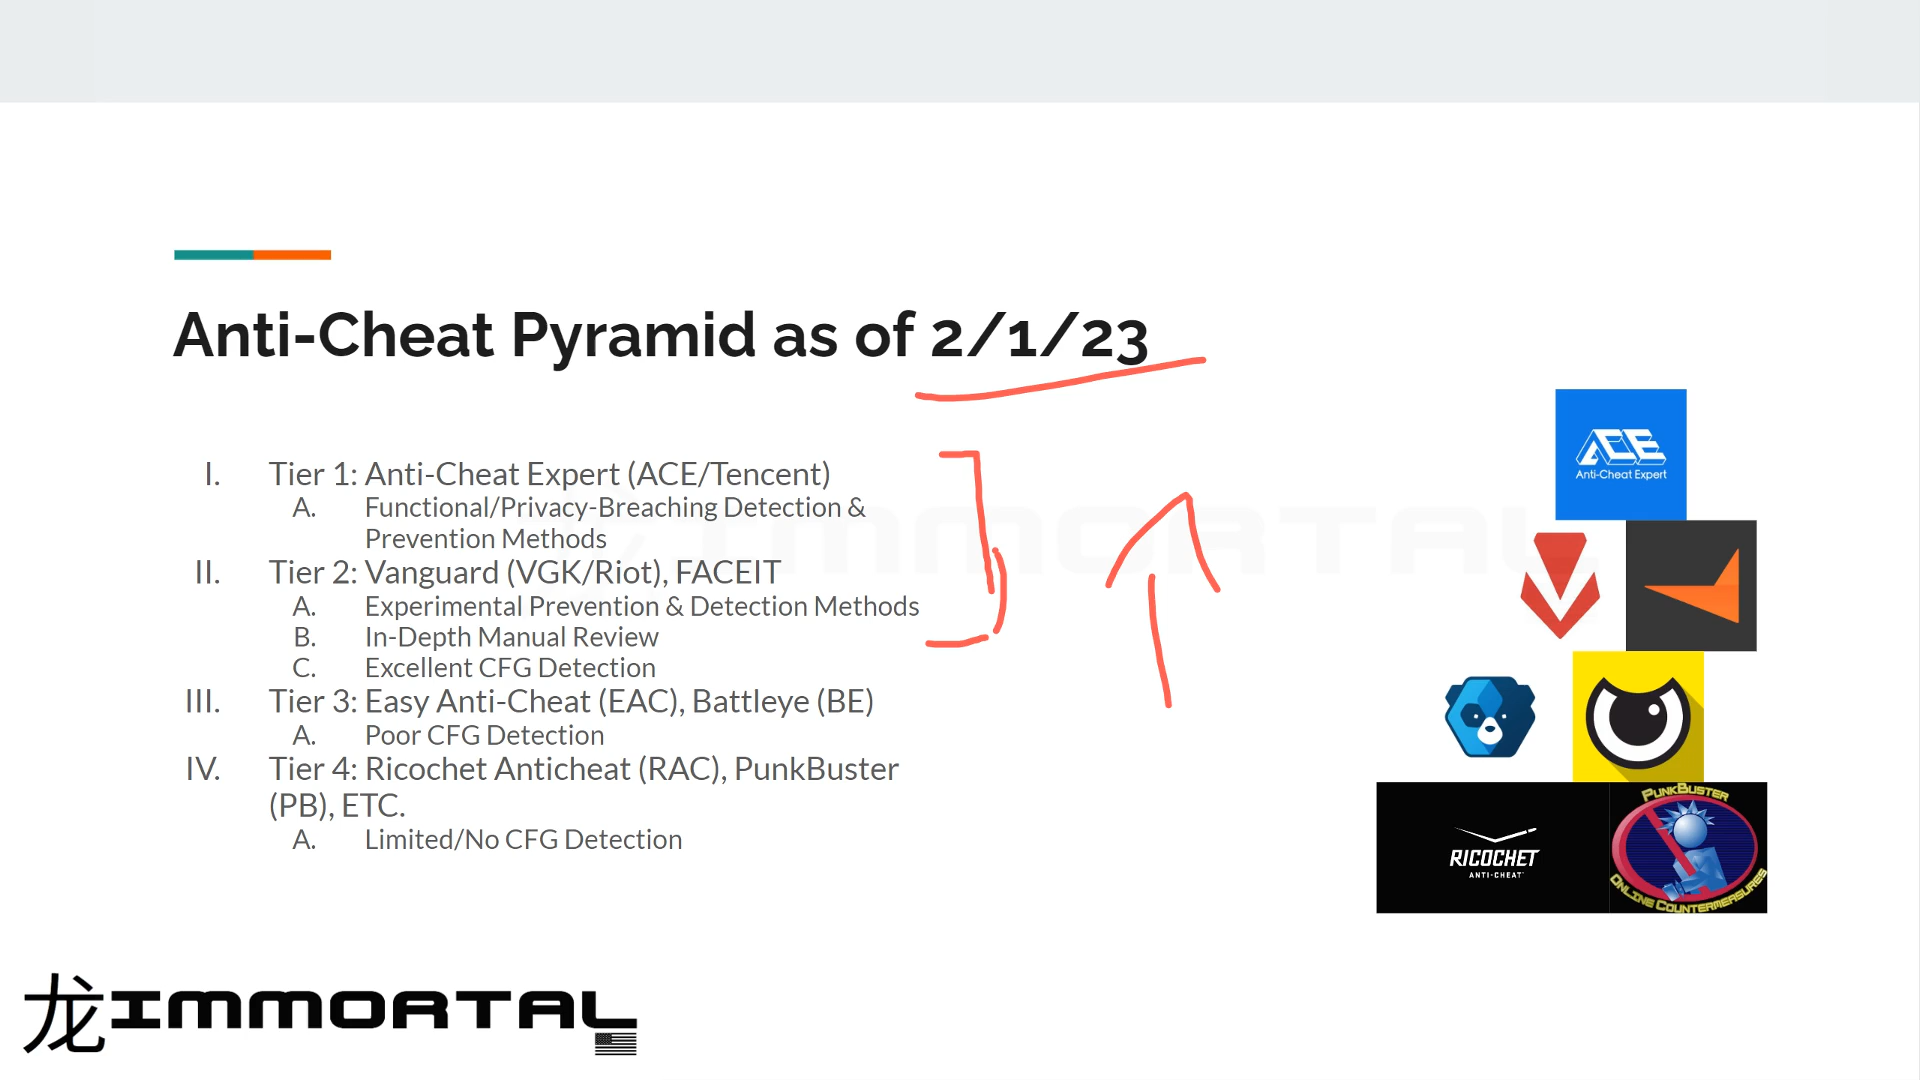 Anti-Cheat Pyramid as of 2/1/23
I. Tier 1: Anti-Cheat Expert (ACE/Tencent)
A. Functional/Privacy-Breaching Detection &
Prevention Methods
II. Tier 2: Vanguard (VGK/Riot), FACEIT
A. Experimental Prevention & Detection Methods
B. In-Depth Manual Review
C. Excellent CFG Detection
III. Tier 3: Easy Anti-Cheat (EAC), Battleye (BE)
A. Poor CFG Detection
IV. Tier 4: Ricochet Anticheat (RAC), PunkBuster
(PB), ETC.
A. Limited/No CFG Detection
IMMORTAL
ACE
Anti-Cheat Expert
RICOCHET
ANTI-CHEAT
PUNKBUSTER
ONLINE COUNTERMEASURES
龙IMMORTAL